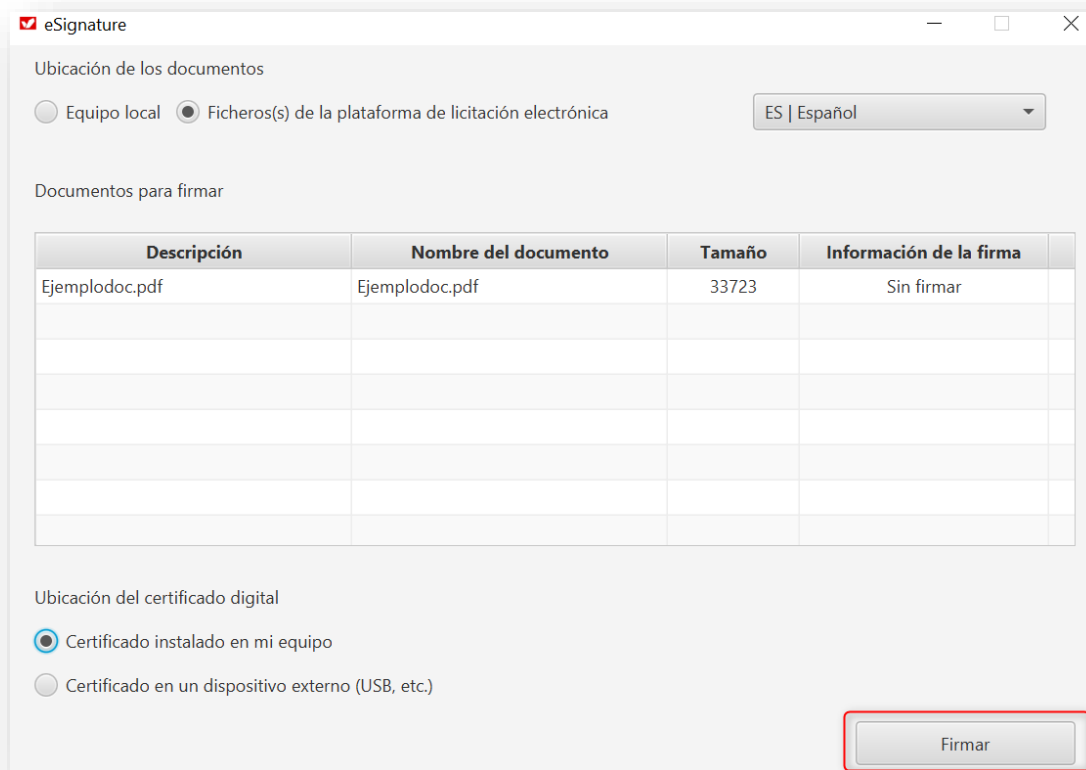 eSignature
Ubicación de los documentos
Equipo local Ficheros(s) de la plataforma de licitación electrónica ES | Español
Documentos para firmar
Descripción Nombre del documento Tamaño Información de la firma
Ejemplodoc.pdf Ejemplodoc.pdf 33723 Sin firmar
Ubicación del certificado digital
Certificado instalado en mi equipo
Certificado en un dispositivo externo (USB, etc.)
Firmar